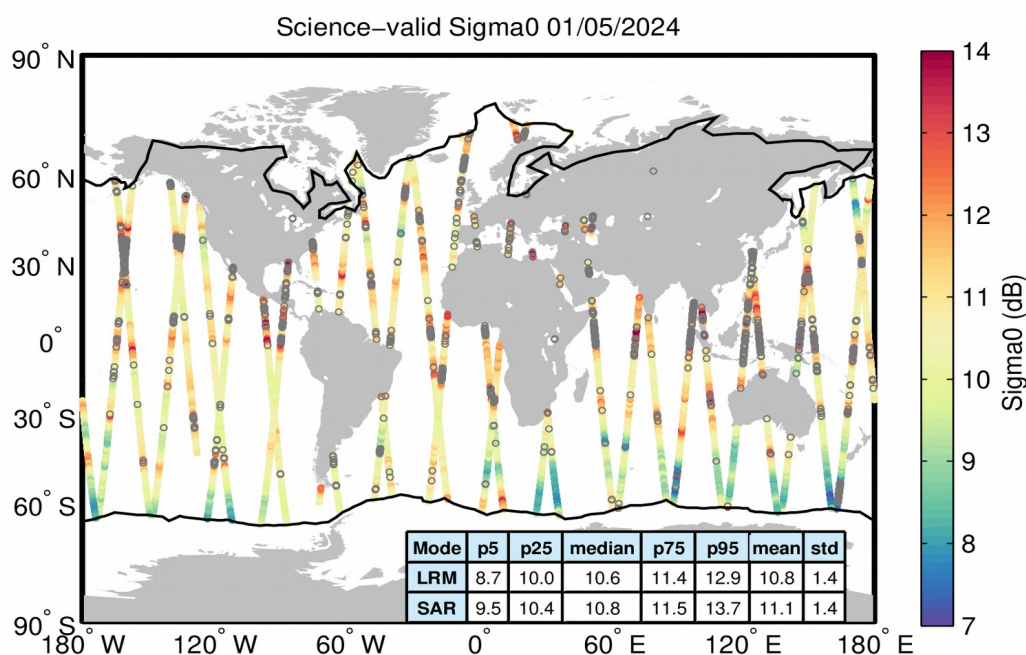 Science−valid Sigma0 01/05/2024
90° N
60° N
30° N
0°
30° S
60° S
90° S
180° W
120° W
60° W
0°
60° E
120° E
180° E
14
13
12
11
10
9
8
7
Sigma0 (dB)
Mode p5 p25 median p75 p95 mean std
LRM 8.7 10.0 10.6 11.4 12.9 10.8 1.4
SAR 9.5 10.4 10.8 11.5 13.7 11.1 1.4